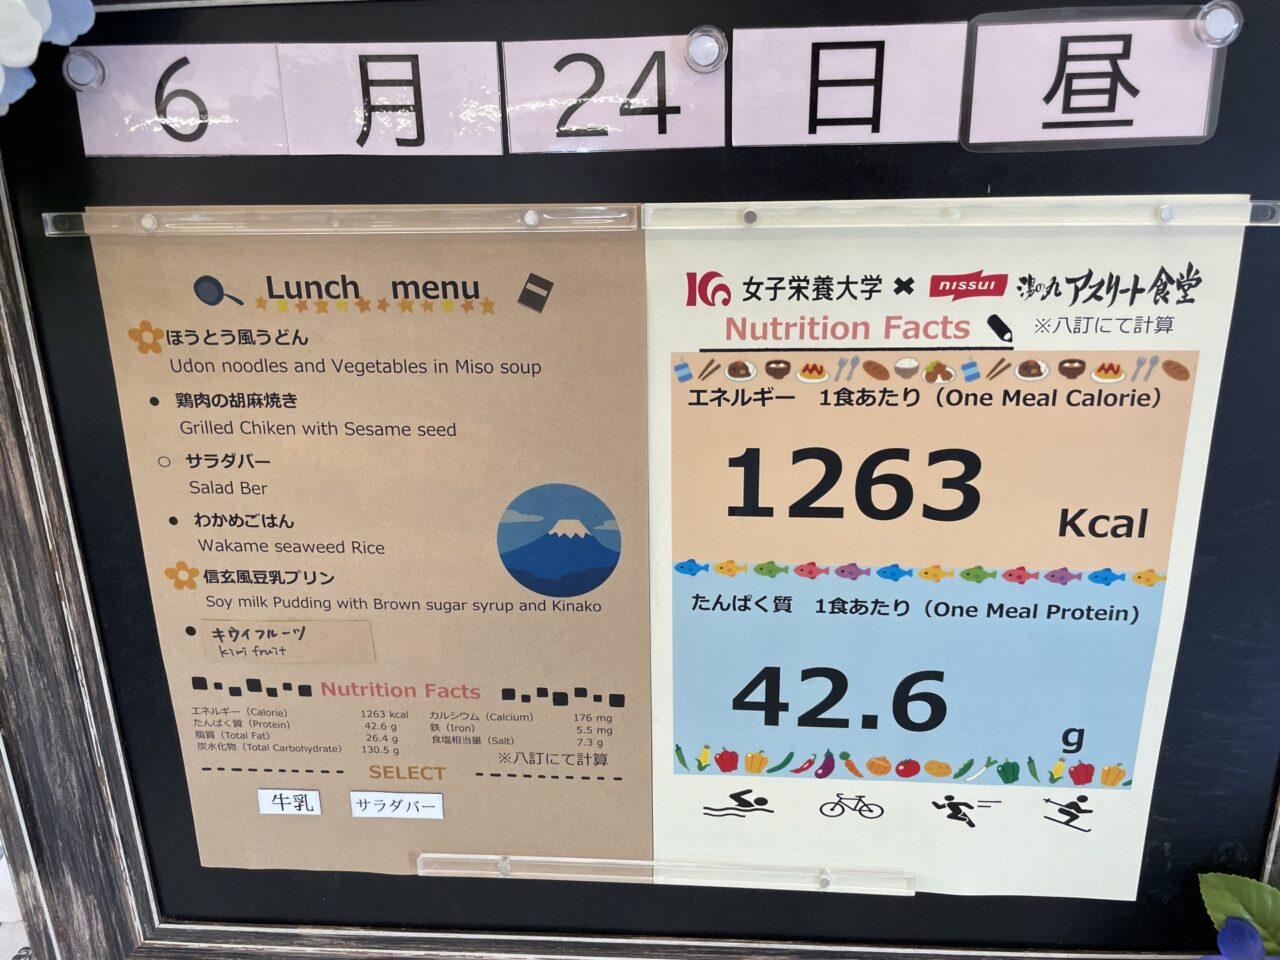 6 月 24 日 昼
Lunch menu
ほうとう風うどん
Udon noodles and Vegetables in Miso soup
鶏肉の胡麻焼き
Grilled Chiken with Sesame seed
サラダバー
Salad Ber
わかめごはん
Wakame seaweed Rice
信玄風豆乳プリン
Soy milk Pudding with Brown sugar syrup and Kinako
キウイフルーツ
kiwi fruit
Nutrition Facts
エネルギー（Calorie） 1263 kcal カルシウム（Calcium） 176 mg
たんぱく質（Protein） 42.6 g 鉄（Iron） 5.5 mg
脂質（Total Fat） 26.4 g 食塩相当量（Salt） 7.3 g
炭水化物（Total Carbohydrate） 130.5 g
※八訂にて計算
SELECT
牛乳 サラダバー
女子栄養大学 × NISSUI 湯の丸アスリート食堂
Nutrition Facts ※八訂にて計算
エネルギー 1食あたり（One Meal Calorie）
1263 Kcal
たんぱく質 1食あたり（One Meal Protein）
42.6 g